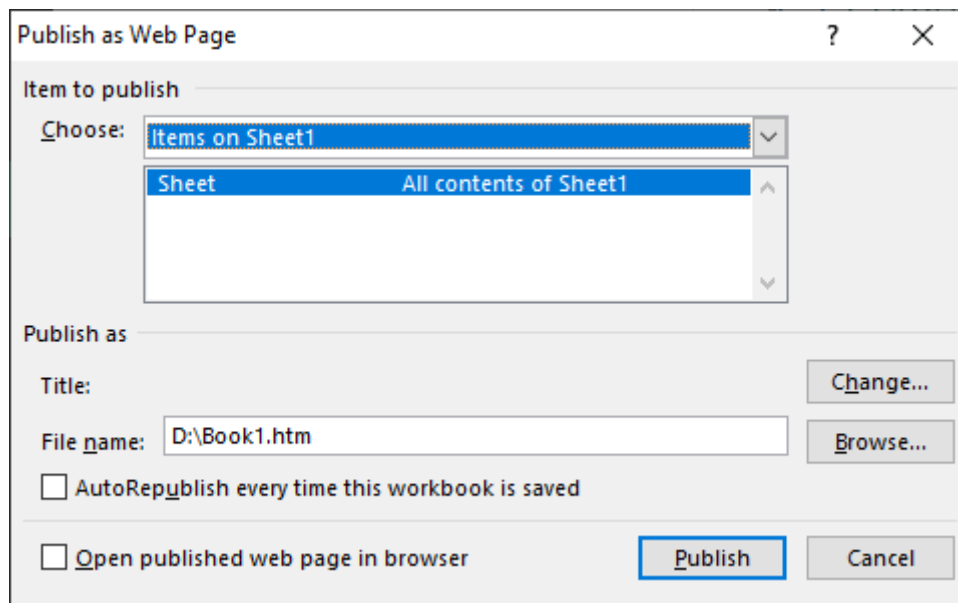 Publish as Web Page ?
Item to publish
Choose: Items on Sheet1
Sheet All contents of Sheet1
Publish as
Title: Change...
File name: D:\Book1.htm Browse...
AutoRepublish every time this workbook is saved
Open published web page in browser Publish Cancel